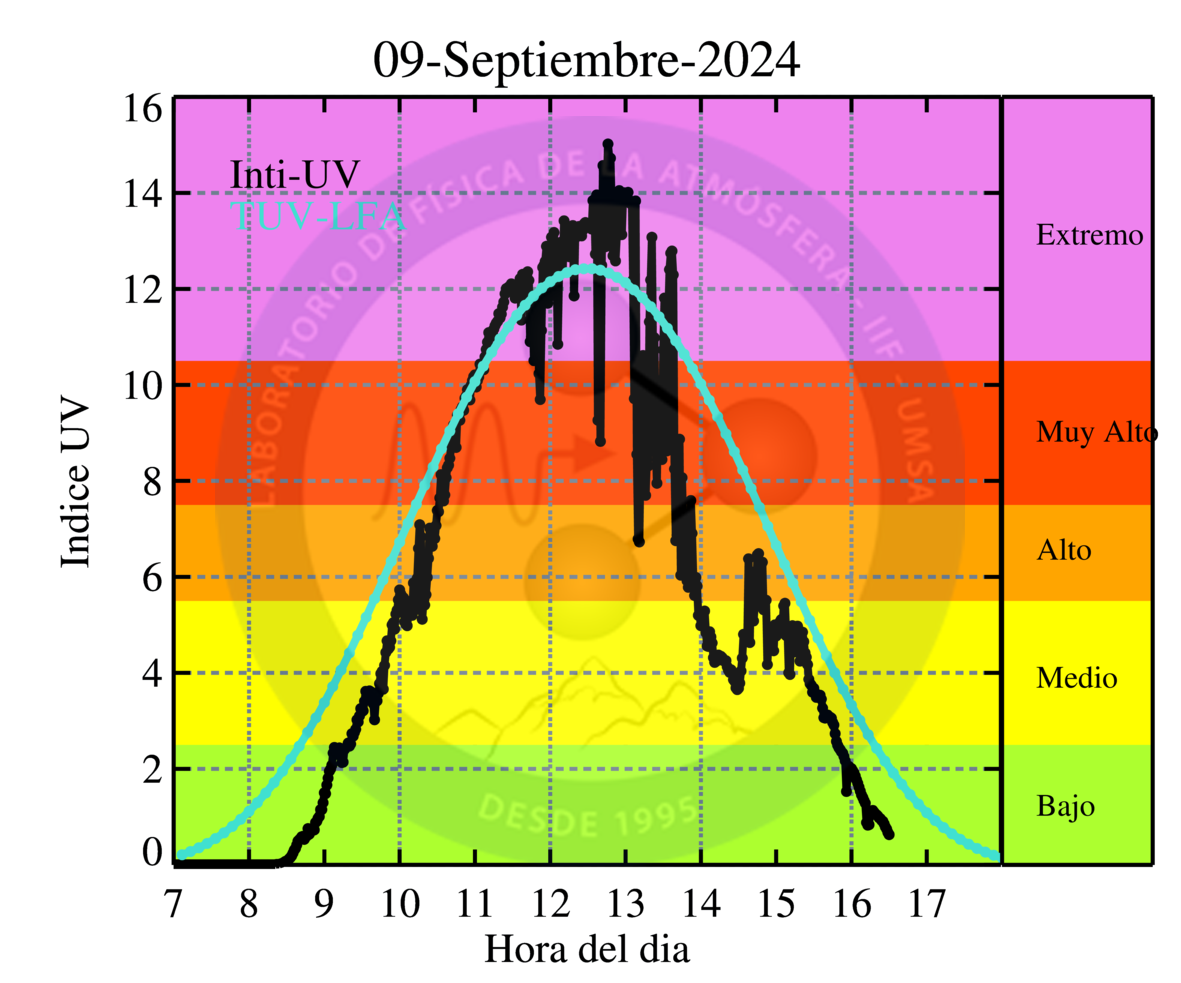 09-Septiembre-2024
Indice UV
16
14
12
10
8
6
4
2
0
Inti-UV
TUV-LFA
LABORATORIO DE FÍSICA DE LA ATMÓSFERA - IIF - UMSA
DESDE 1995
Extremo
Muy Alto
Alto
Medio
Bajo
7 8 9 10 11 12 13 14 15 16 17
Hora del dia